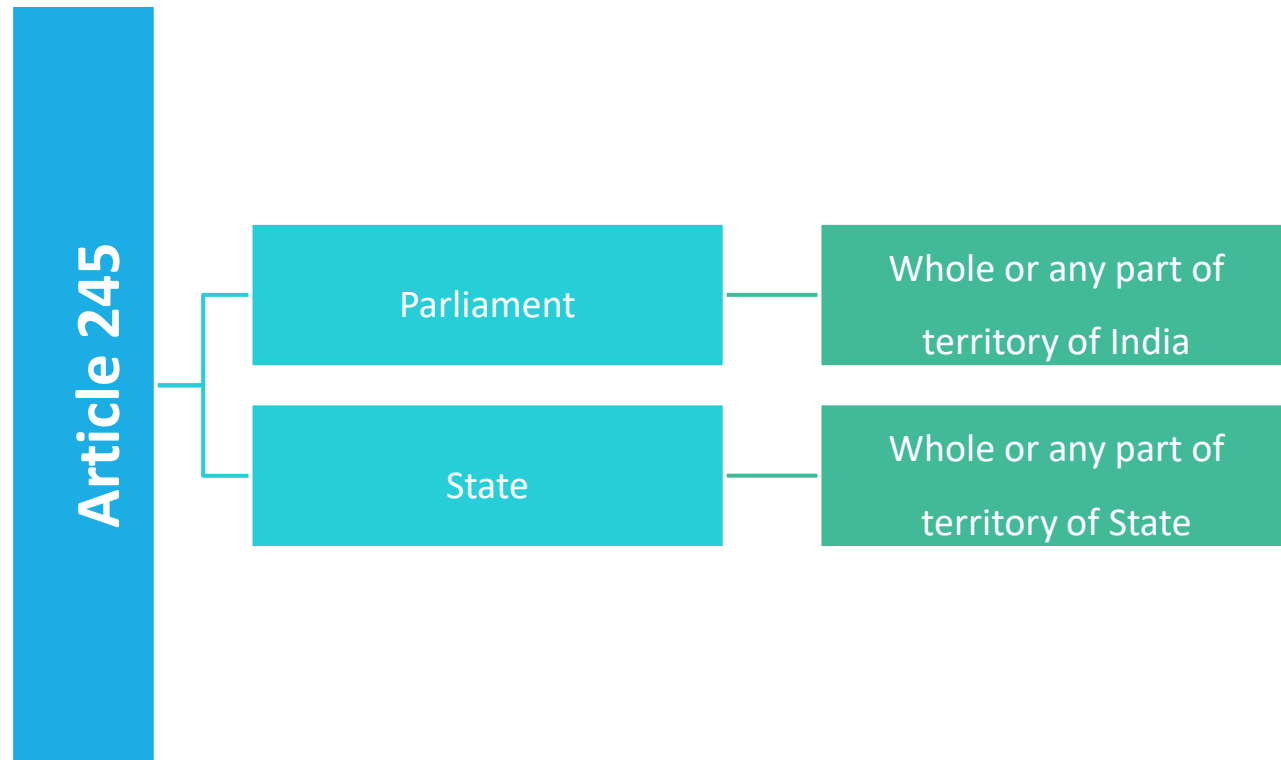 Article 245
Parliament
Whole or any part of
territory of India
State
Whole or any part of
territory of State